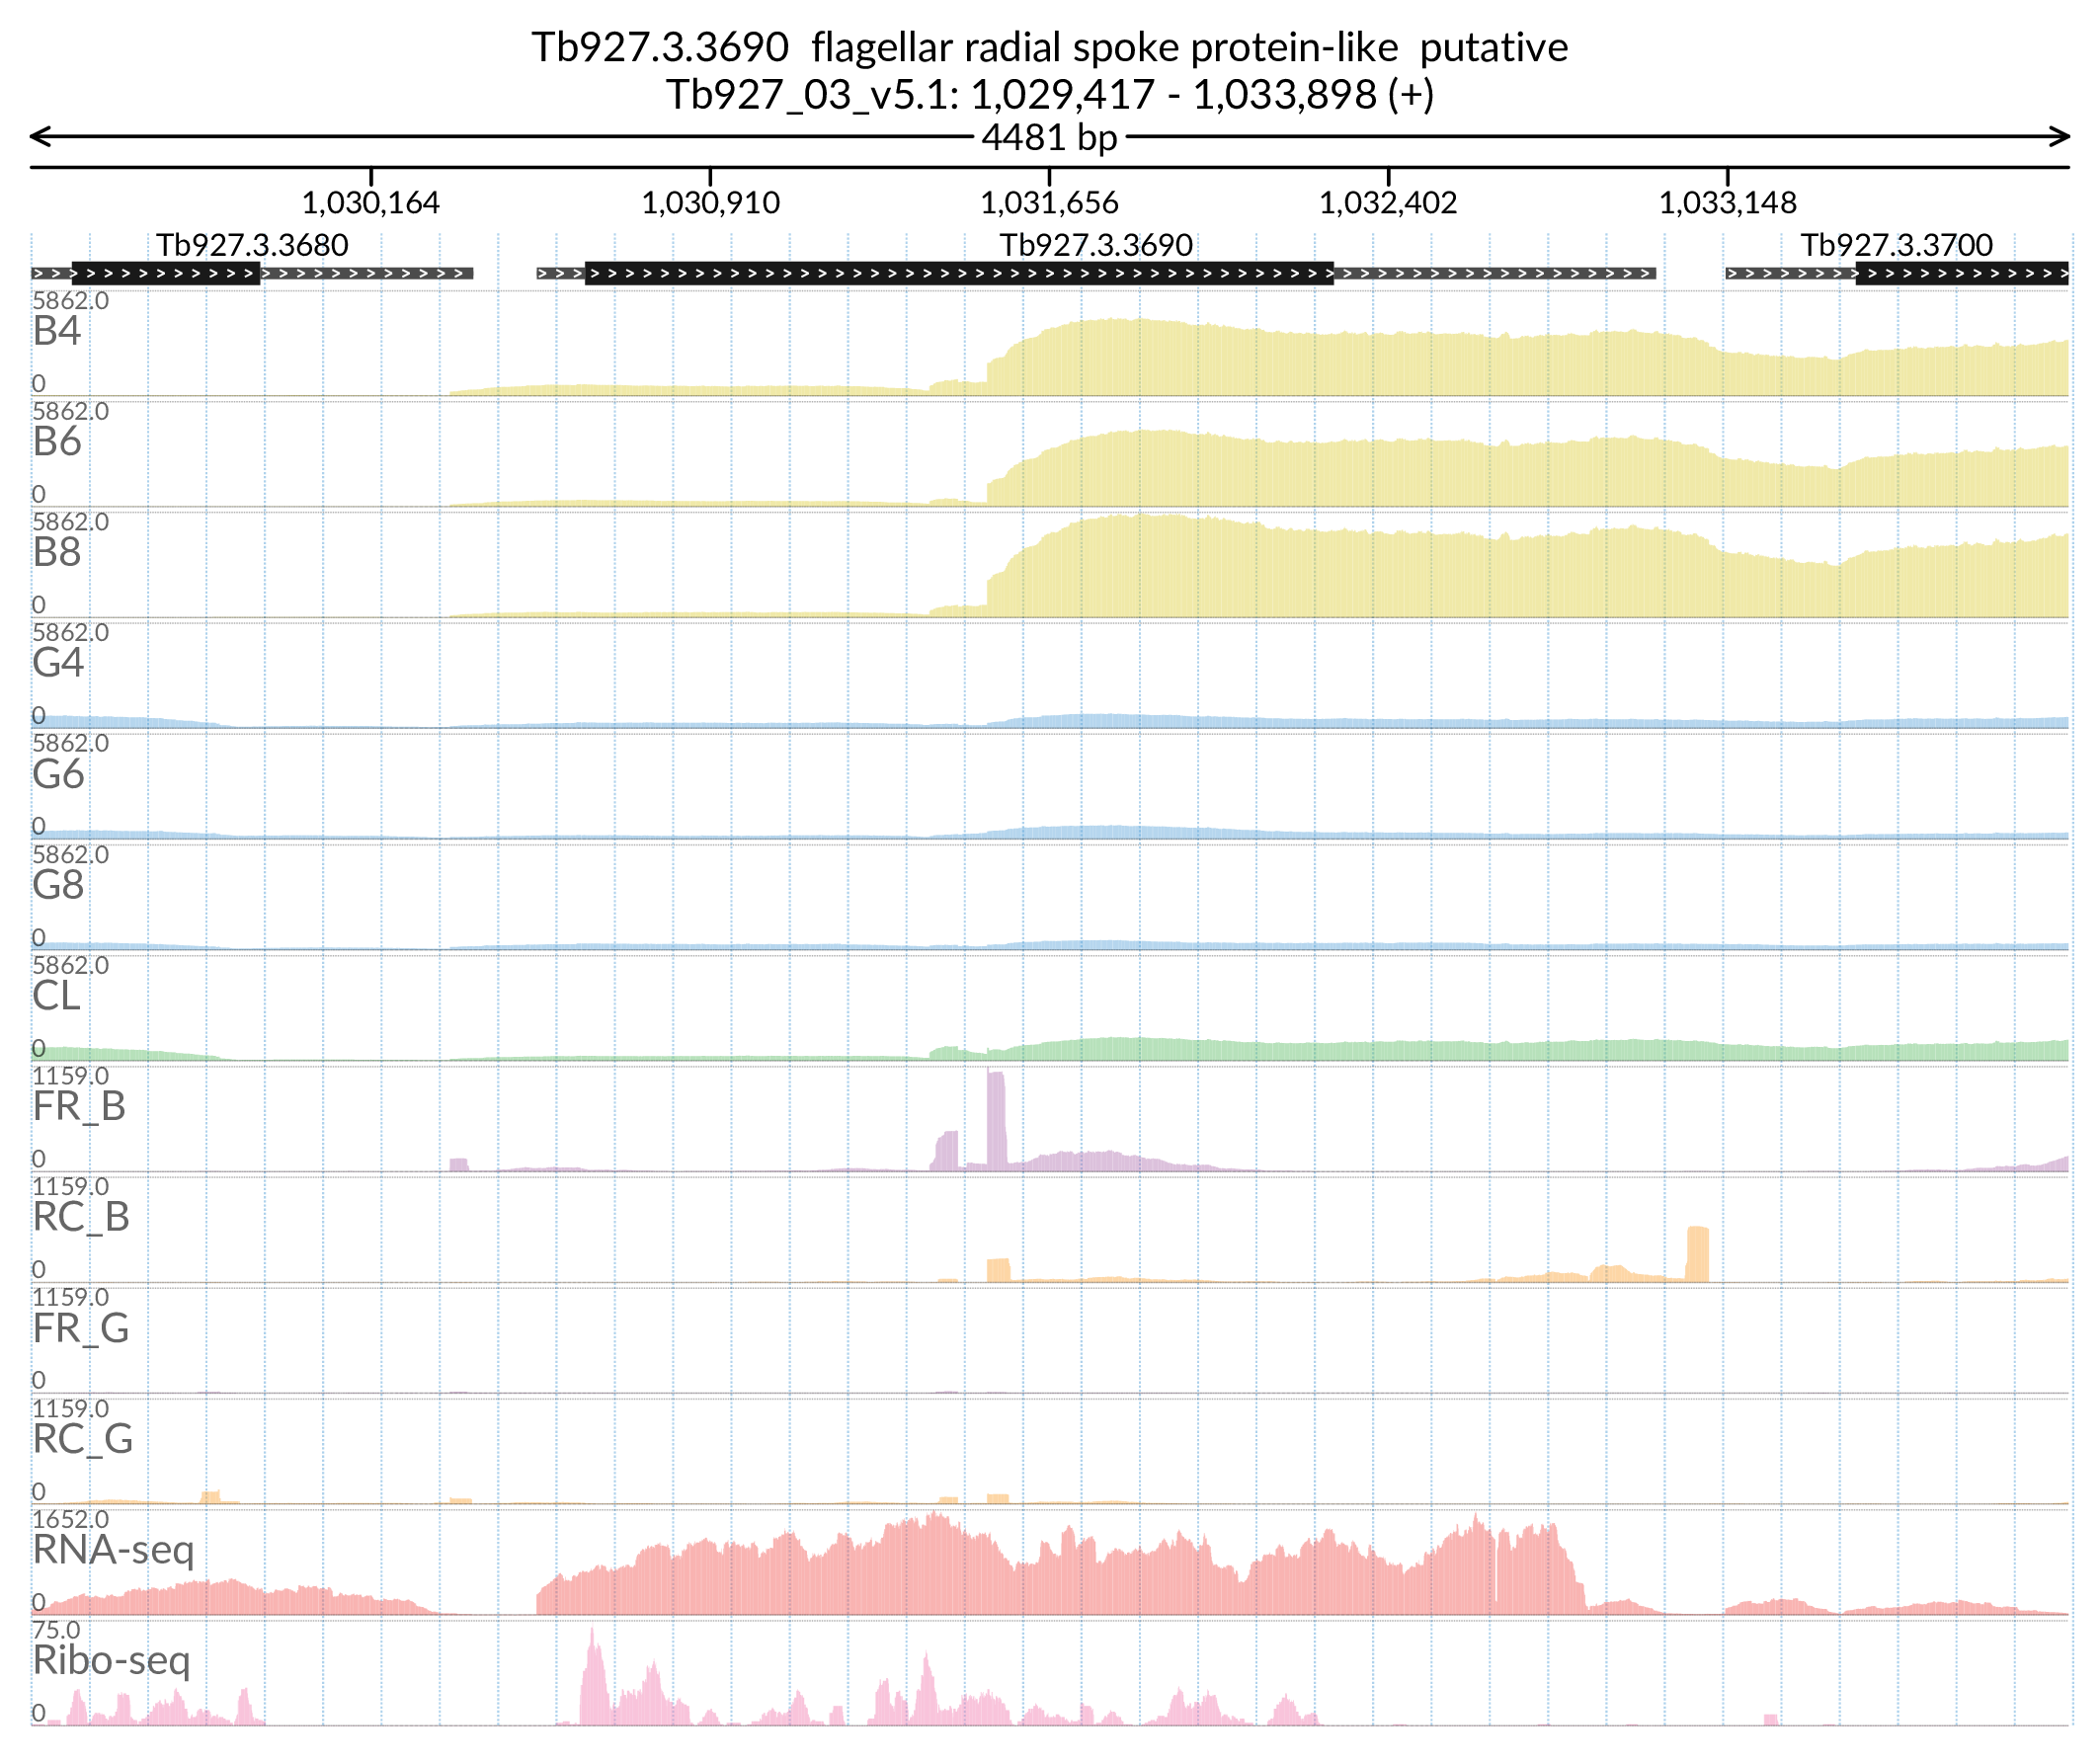 Tb927.3.3690  flagellar radial spoke protein-like  putative
Tb927_03_v5.1: 1,029,417 - 1,033,898 (+)
4481 bp
1,030,164 1,030,910 1,031,656 1,032,402 1,033,148
Tb927.3.3680 Tb927.3.3690 Tb927.3.3700
5862.0
B4
0
5862.0
B6
0
5862.0
B8
0
5862.0
G4
0
5862.0
G6
0
5862.0
G8
0
5862.0
CL
0
1159.0
FR_B
0
1159.0
RC_B
0
1159.0
FR_G
0
1159.0
RC_G
0
1652.0
RNA-seq
0
75.0
Ribo-seq
0